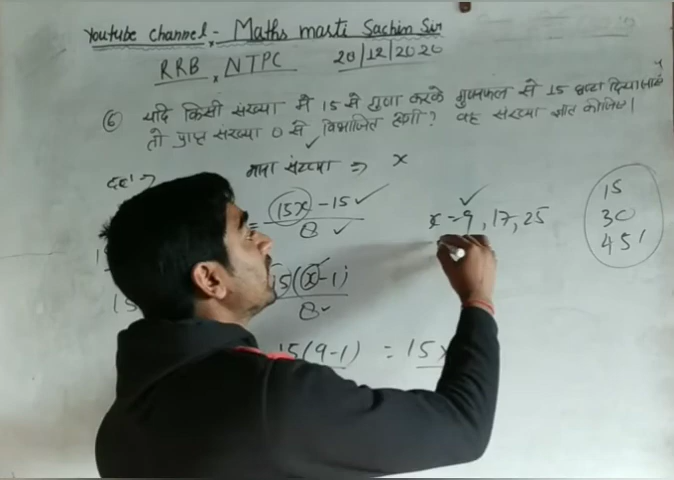 Youtube channel - Maths masti Sachin Sir
RRB NTPC 20/12/2020
⑥ यदि किसी संख्या में 15 से गुणा करके गुणनफल से 15 घटा दिया जाये
तो प्राप्त संख्या 8 से विभाजित होगी? वह संख्या ज्ञात कीजिए।
माना संख्या ⇒ x
= 15x - 15
8
x = 9, 17, 25
15
30
45
15(x-1)
8
15(9-1) = 15